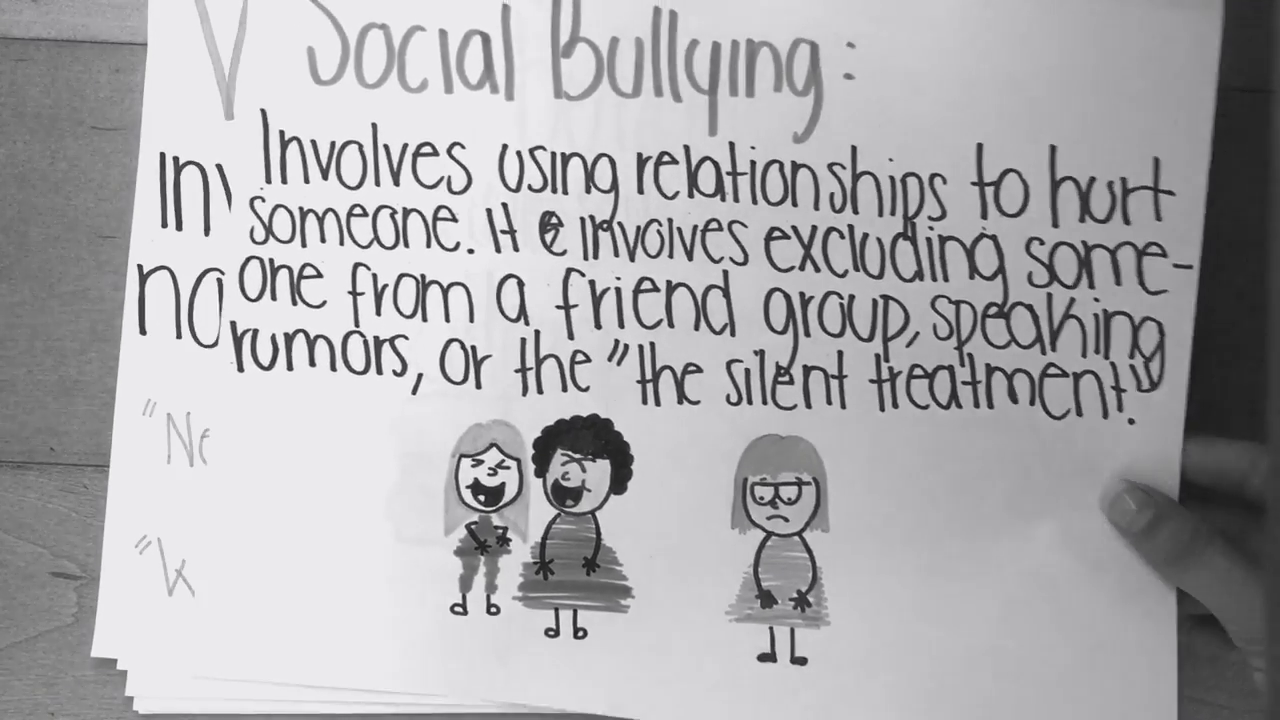 Social Bullying:
Involves using relationships to hurt
someone. It involves excluding some-
one from a friend group, speaking
rumors, or the "the silent treatment."